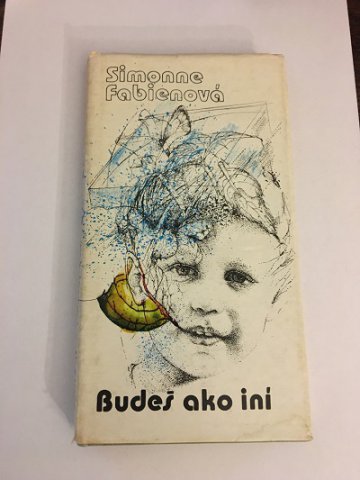 Simonne
Fabienová
Budeš ako iní